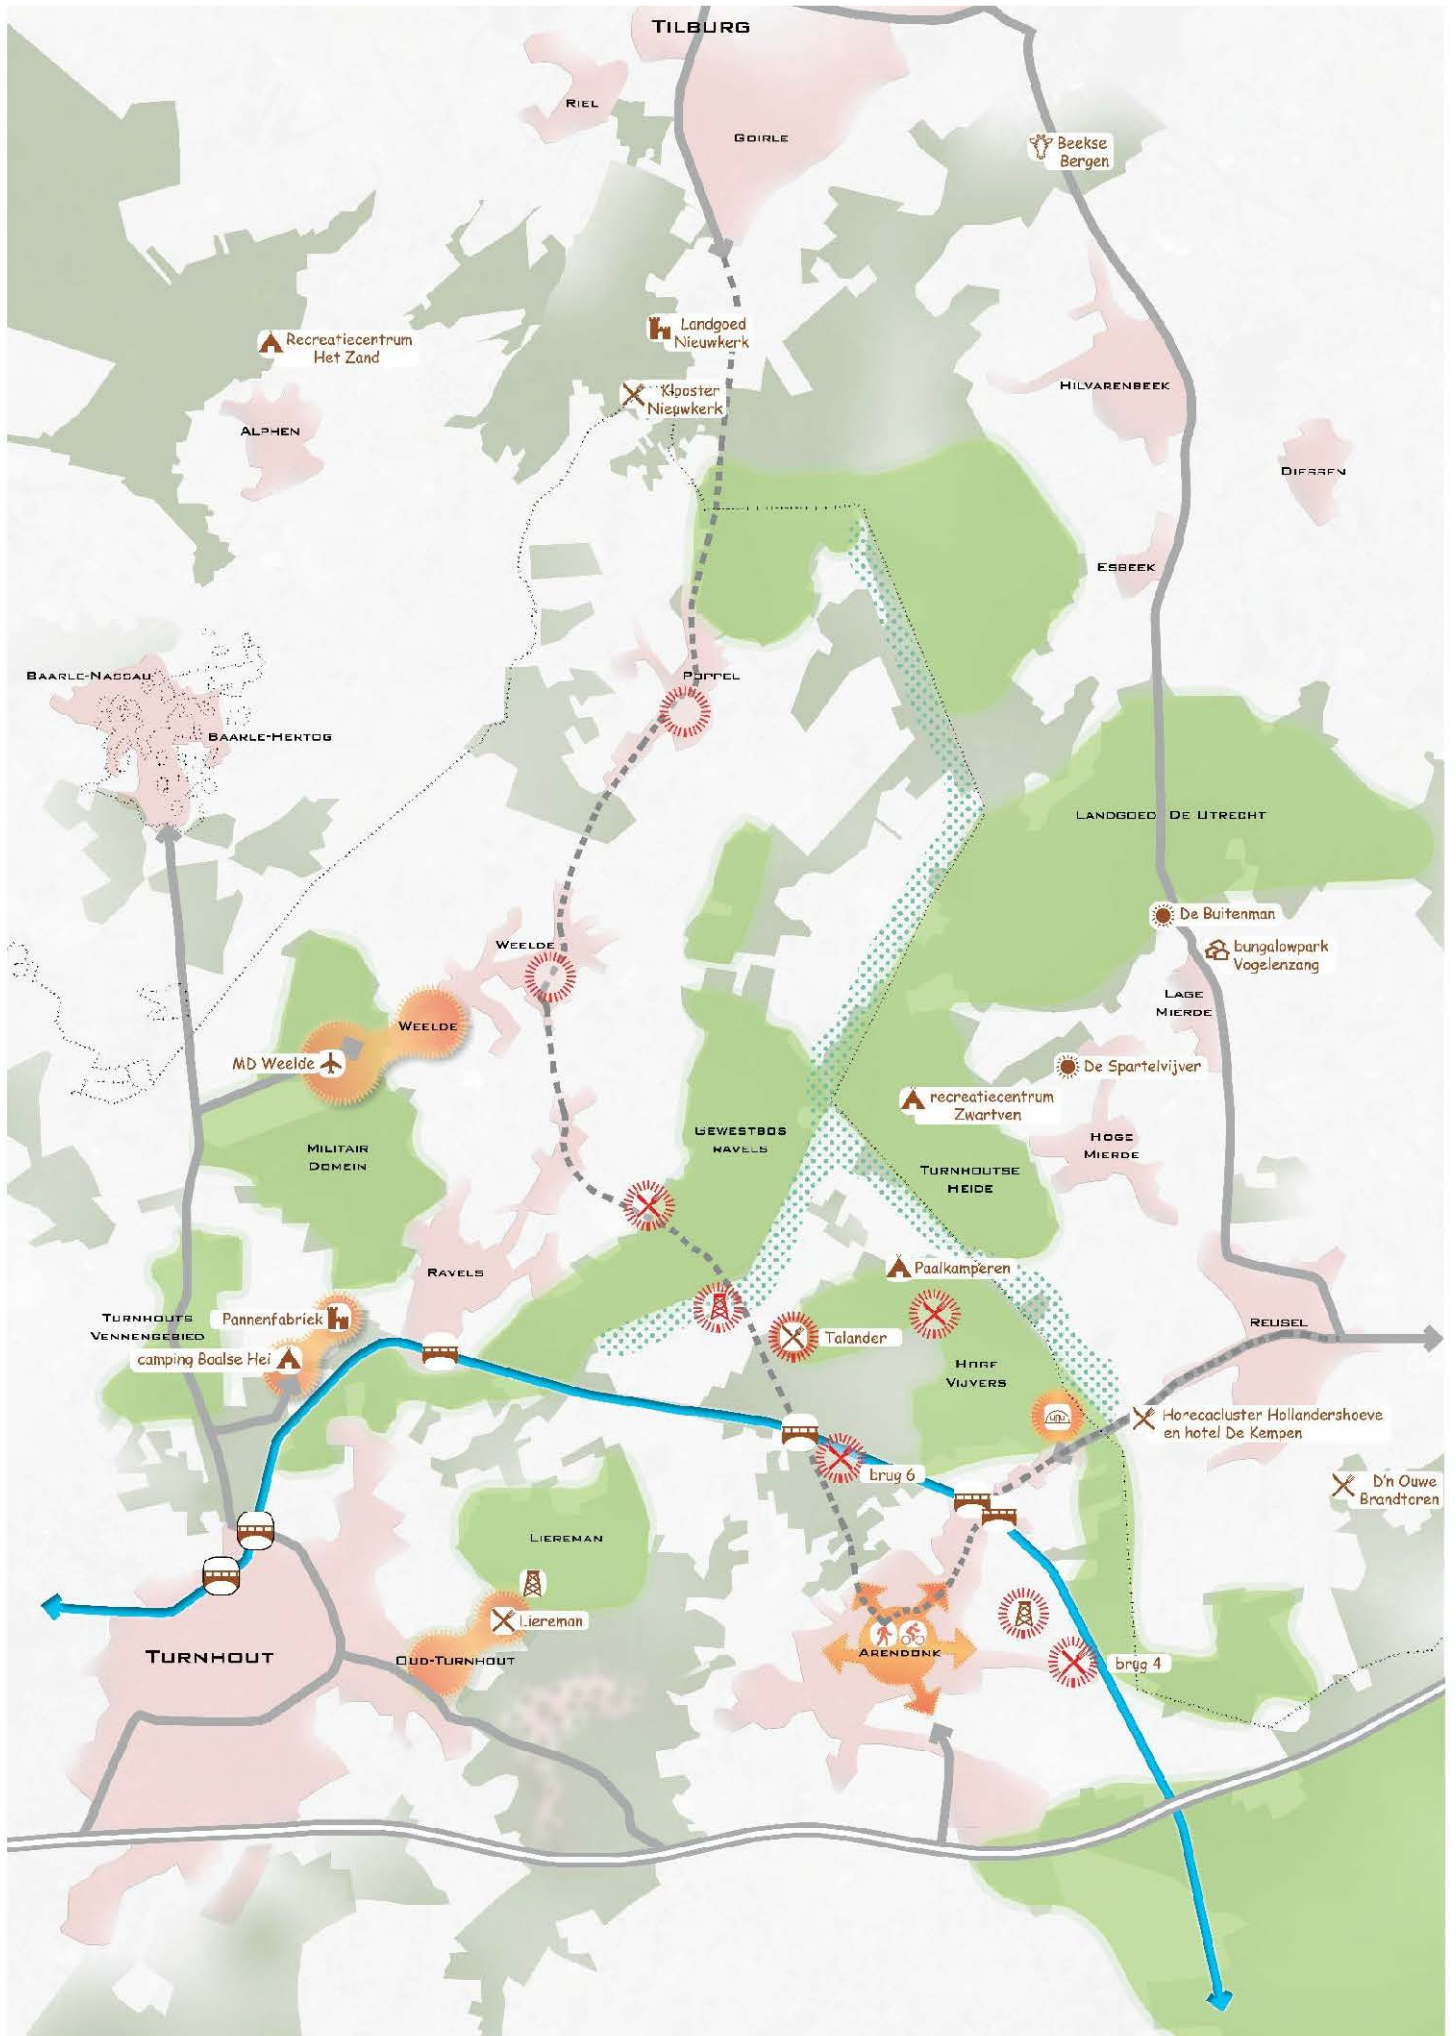 TILBURG
RIEL
GOIRLE
Beekse
Bergen
Landgoed
Nieuwkerk
Recreatiecentrum
Het Zand
HILVARENBEEK
Klooster
Nieuwkerk
ALPHEN
DIESSEN
ESBEEK
BAARLE-NASSAU
POPPEL
BAARLE-HERTOG
LANDGOED DE UTRECHT
De Buitenman
WEELDE
bungalowpark
Vogelenzang
LAGE
MIERDE
WEELDE
MD Weelde
De Spartelvijver
recreatiecentrum
Zwartven
GEWESTBOS
RAVELS
HOGE
MIERDE
MILITAIR
DOMEIN
TURNHOUTSE
HEIDE
RAVELS
Paalkamperen
TURNHOUTS
VENNENGEBIED
Pannenfabriek
REUSEL
Talander
camping Baalse Hei
HOGE
VIJVERS
Horecacluster Hollandershoeve
en hotel De Kempen
brug 6
D'n Ouwe
Brandtoren
LIEREMAN
Liereman
TURNHOUT
OUD-TURNHOUT
ARENDONK
brug 4